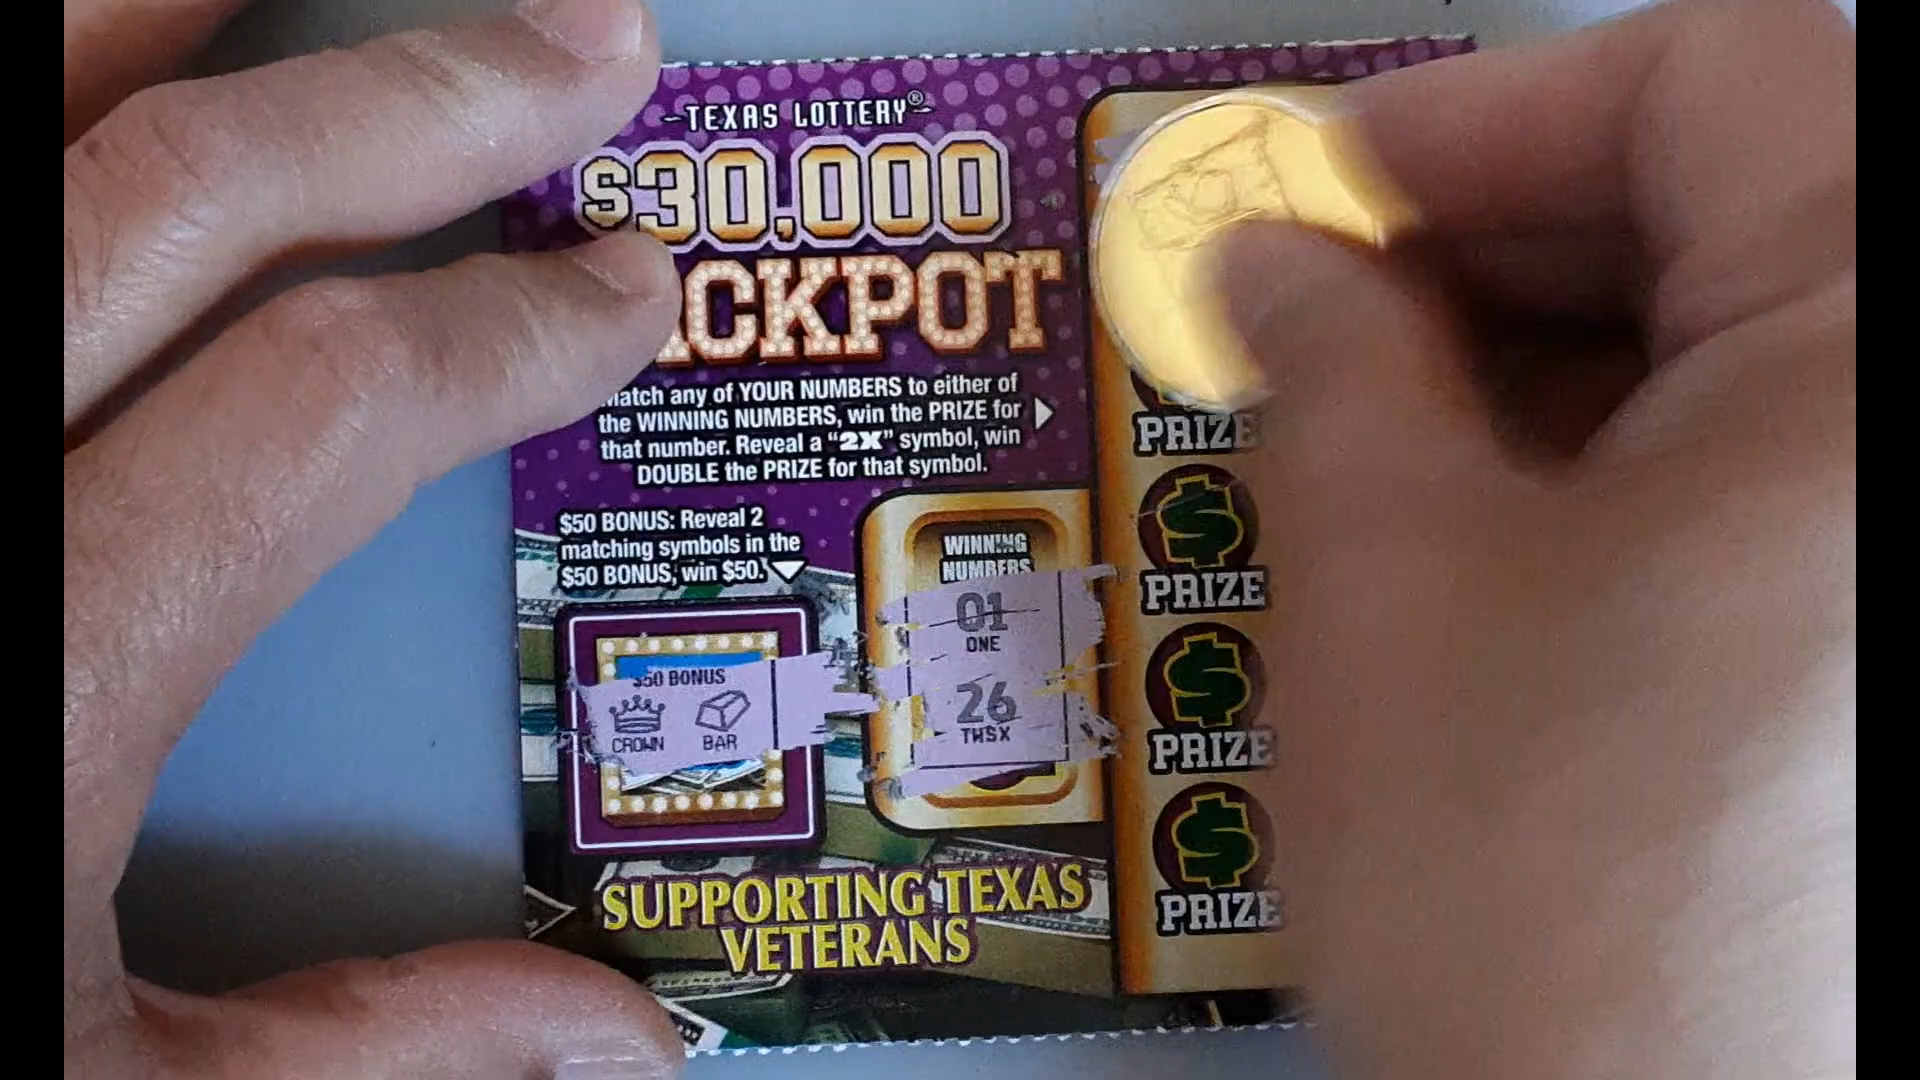 TEXAS LOTTERY®
$30,000
ACKPOT
atch any of YOUR NUMBERS to either of
the WINNING NUMBERS, win the PRIZE for
that number. Reveal a “2X” symbol, win
DOUBLE the PRIZE for that symbol.
$50 BONUS: Reveal 2
matching symbols in the
$50 BONUS, win $50.
$50 BONUS
CROWN BAR
WINNING
NUMBERS
01
ONE
26
TWSX
SUPPORTING TEXAS
VETERANS
PRIZE
$
PRIZE
$
PRIZE
$
PRIZE